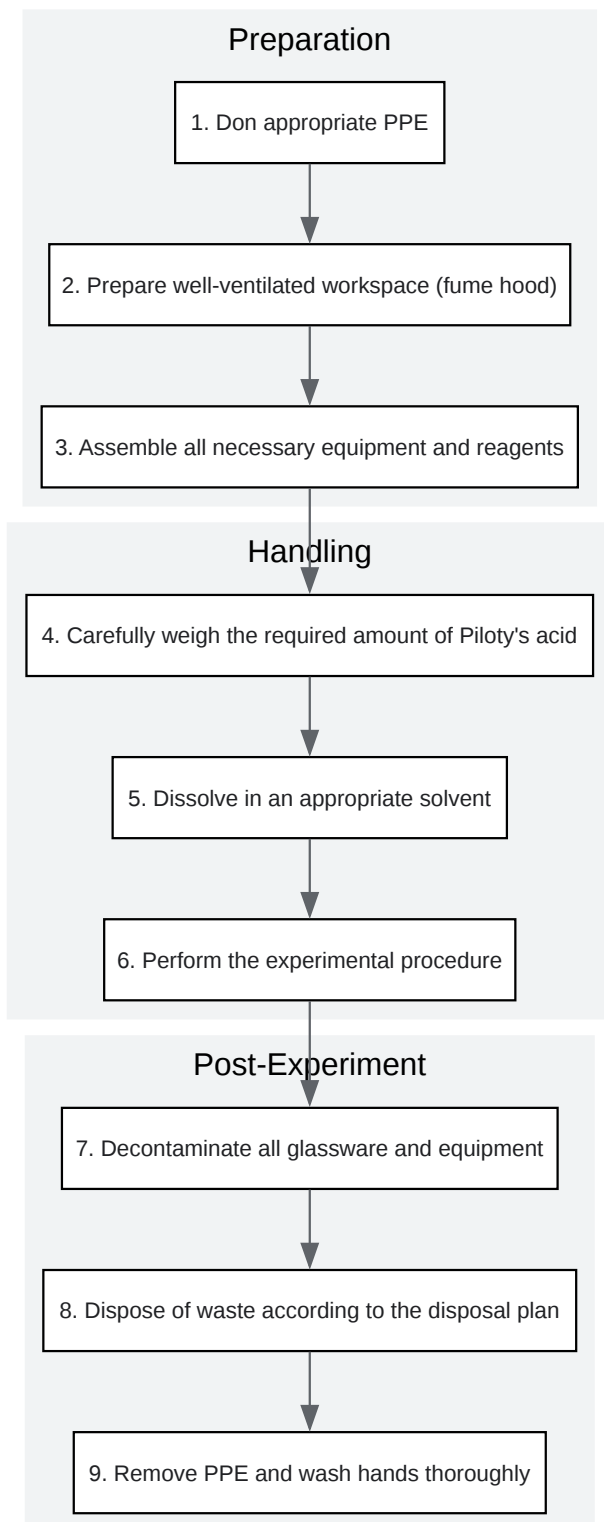 Preparation
1. Don appropriate PPE
2. Prepare well-ventilated workspace (fume hood)
3. Assemble all necessary equipment and reagents
Handling
4. Carefully weigh the required amount of Piloty's acid
5. Dissolve in an appropriate solvent
6. Perform the experimental procedure
Post-Experiment
7. Decontaminate all glassware and equipment
8. Dispose of waste according to the disposal plan
9. Remove PPE and wash hands thoroughly